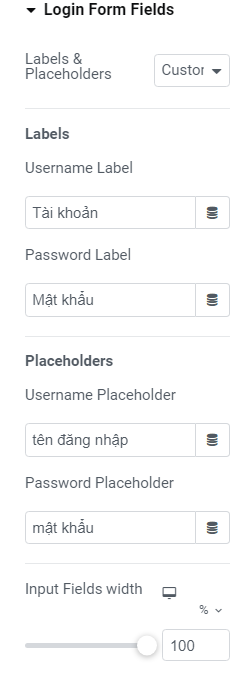 Login Form Fields
Labels &
Placeholders
Custor
Labels
Username Label
Tài khoản
Password Label
Mật khẩu
Placeholders
Username Placeholder
tên đăng nhập
Password Placeholder
mật khẩu
Input Fields width
%
100